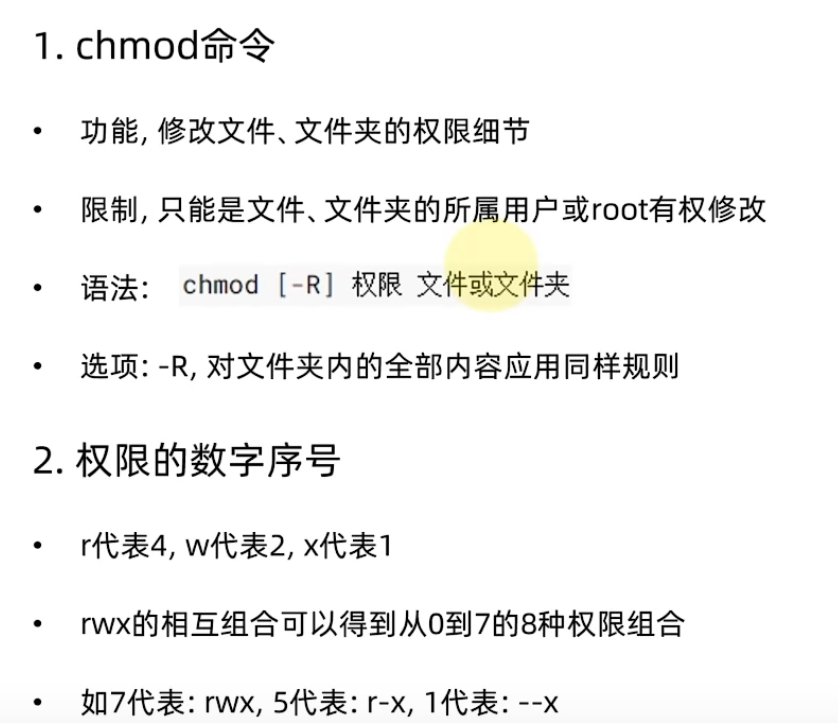 1. chmod命令
• 功能, 修改文件、文件夹的权限细节
• 限制, 只能是文件、文件夹的所属用户或root有权修改
• 语法: chmod [-R] 权限 文件或文件夹
• 选项: -R, 对文件夹内的全部内容应用同样规则
2. 权限的数字序号
• r代表4, w代表2, x代表1
• rwx的相互组合可以得到从0到7的8种权限组合
• 如7代表: rwx, 5代表: r-x, 1代表: --x